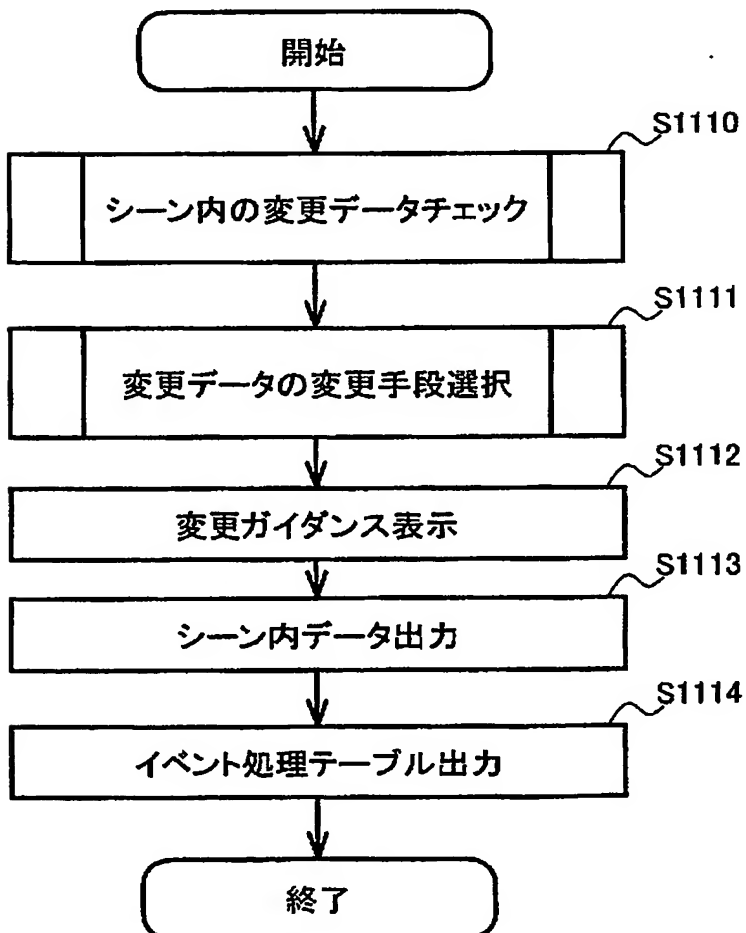 開始
S1110
シーン内の変更データチェック
S1111
変更データの変更手段選択
S1112
変更ガイダンス表示
S1113
シーン内データ出力
S1114
イベント処理テーブル出力
終了